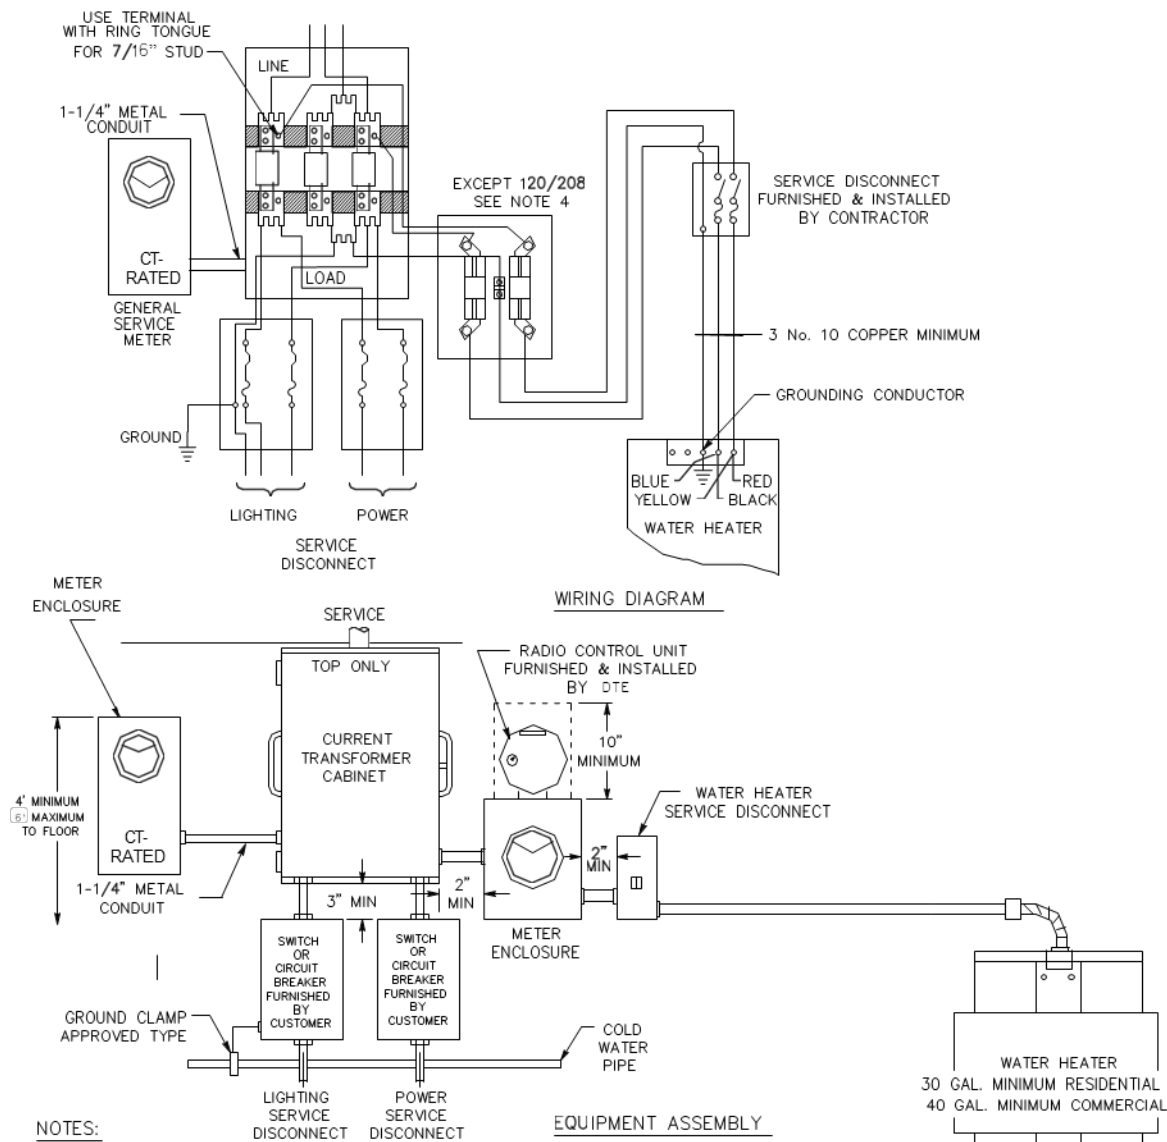 USE TERMINAL
WITH RING TONGUE
FOR 7/16" STUD
LINE
1-1/4" METAL
CONDUIT
CT-
RATED
GENERAL
SERVICE
METER
LOAD
EXCEPT 120/208
SEE NOTE 4
SERVICE DISCONNECT
FURNISHED & INSTALLED
BY CONTRACTOR
3 No. 10 COPPER MINIMUM
GROUNDING CONDUCTOR
GROUND
BLUE
RED
YELLOW
BLACK
WATER HEATER
LIGHTING
POWER
SERVICE
DISCONNECT
WIRING DIAGRAM
METER
ENCLOSURE
SERVICE
TOP ONLY
CURRENT
TRANSFORMER
CABINET
RADIO CONTROL UNIT
FURNISHED & INSTALLED
BY DTE
10"
MINIMUM
WATER HEATER
SERVICE DISCONNECT
4' MINIMUM
6' MAXIMUM
TO FLOOR
CT-
RATED
1-1/4" METAL
CONDUIT
3" MIN
2"
MIN
2"
MIN
METER
ENCLOSURE
SWITCH
OR
CIRCUIT
BREAKER
FURNISHED
BY
CUSTOMER
SWITCH
OR
CIRCUIT
BREAKER
FURNISHED
BY
CUSTOMER
GROUND CLAMP
APPROVED TYPE
COLD
WATER
PIPE
LIGHTING
SERVICE
DISCONNECT
POWER
SERVICE
DISCONNECT
WATER HEATER
30 GAL. MINIMUM RESIDENTIAL
40 GAL. MINIMUM COMMERCIAL
NOTES:
EQUIPMENT ASSEMBLY